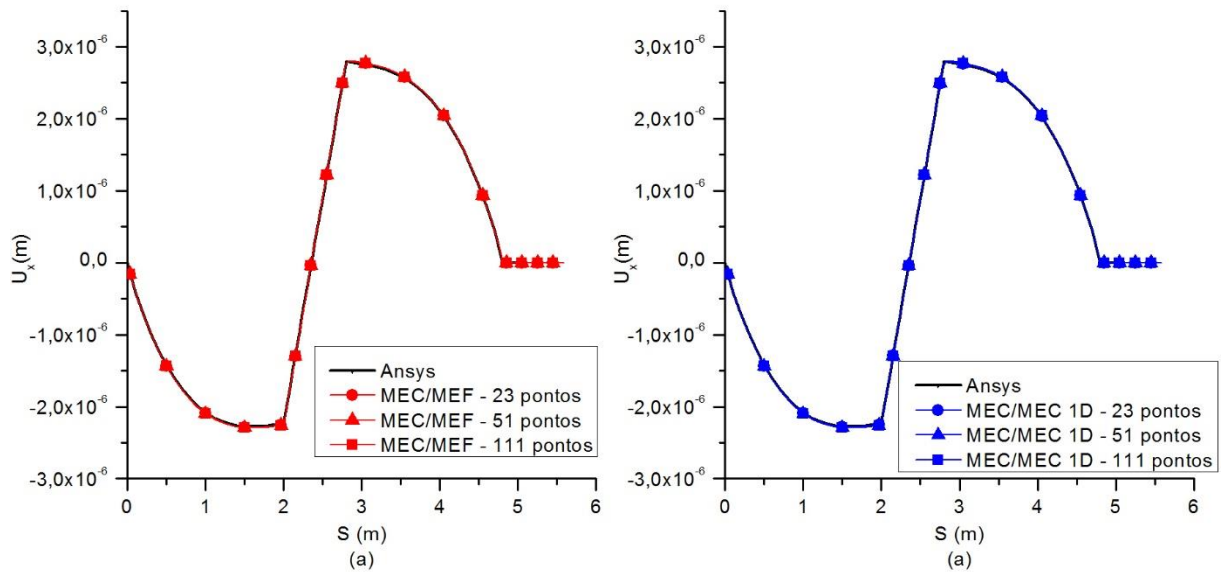 3,0x10⁻⁶
2,0x10⁻⁶
1,0x10⁻⁶
0,0
-1,0x10⁻⁶
-2,0x10⁻⁶
-3,0x10⁻⁶
Uₓ(m)
Ansys
MEC/MEF - 23 pontos
MEC/MEF - 51 pontos
MEC/MEF - 111 pontos
0 1 2 3 4 5 6
S (m)
(a)
3,0x10⁻⁶
2,0x10⁻⁶
1,0x10⁻⁶
0,0
-1,0x10⁻⁶
-2,0x10⁻⁶
-3,0x10⁻⁶
Uₓ(m)
Ansys
MEC/MEC 1D - 23 pontos
MEC/MEC 1D - 51 pontos
MEC/MEC 1D - 111 pontos
0 1 2 3 4 5 6
S (m)
(a)